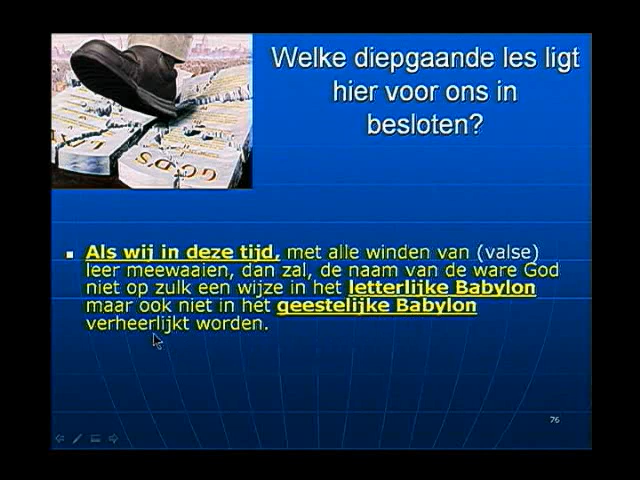 Welke diepgaande les ligt
hier voor ons in
besloten?
GOD'S
Als wij in deze tijd, met alle winden van (valse)
leer meewaaien, dan zal, de naam van de ware God
niet op zulk een wijze in het letterlijke Babylon
maar ook niet in het geestelijke Babylon
verheerlijkt worden.
76